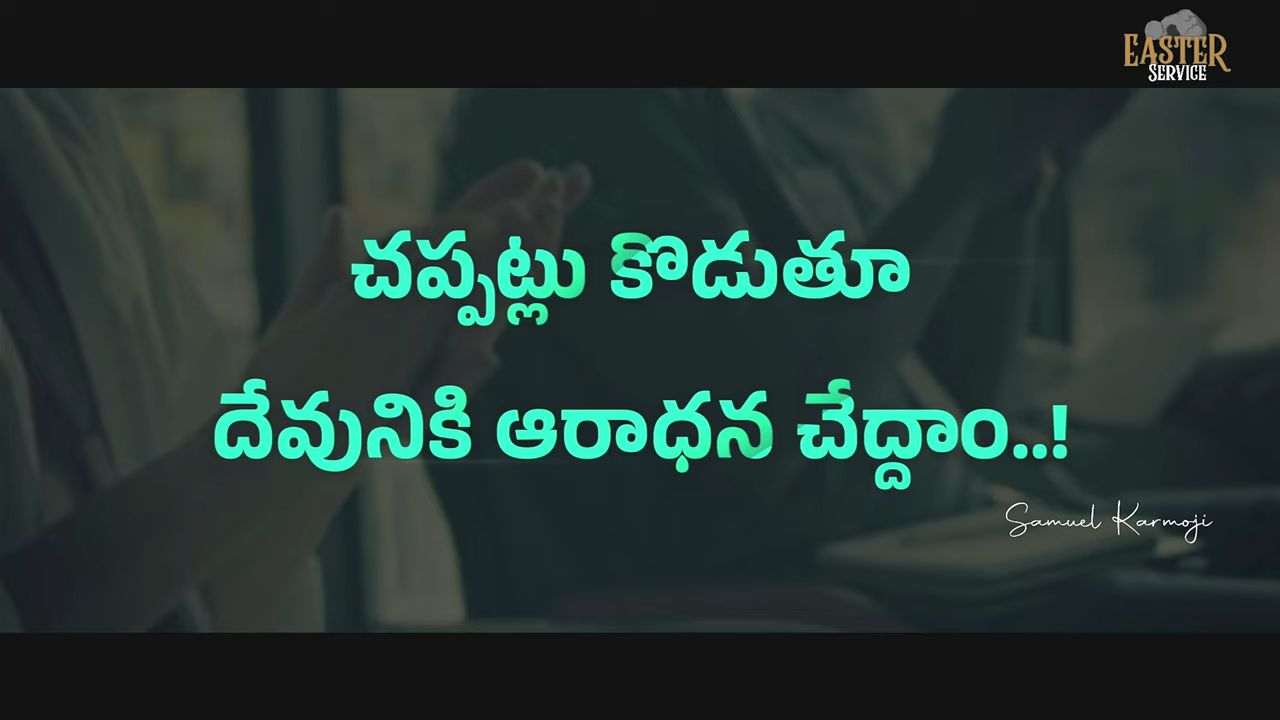 EASTER
SERVICE
చప్పట్లు కొడుతూ
దేవునికి ఆరాధన చేద్దాం..!
Samuel Karmoji